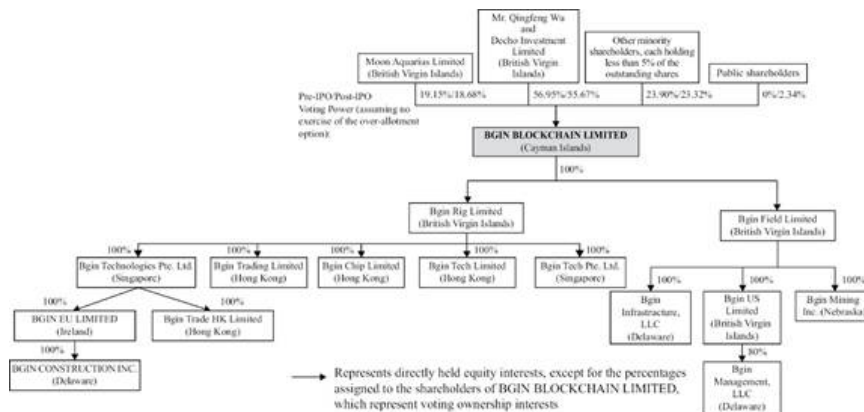 Mr. Qingfeng Wu
and
Decho Investment
Limited
(British Virgin
Islands)
Other minority
shareholders, each holding
less than 5% of the
outstanding shares
Moon Aquarius Limited
(British Virgin Islands)
Public shareholders
Pre-IPO/Post-IPO
Voting Power (assuming no
exercise of the over-allotment
option):
19.15%/18.68%
56.95%/55.67%
23.90%/23.32%
0%/2.34%
BGIN BLOCKCHAIN LIMITED
(Cayman Islands)
100%
Bgin Rig Limited
(British Virgin Islands)
Bgin Field Limited
(British Virgin Islands)
100%
100%
100%
100%
100%
Bgin Technologies Pte. Ltd.
(Singapore)
Bgin Trading Limited
(Hong Kong)
Bgin Chip Limited
(Hong Kong)
Bgin Tech Limited
(Hong Kong)
Bgin Tech Pte. Ltd.
(Singapore)
100%
100%
100%
100%
100%
BGIN EU LIMITED
(Ireland)
Bgin Trade HK Limited
(Hong Kong)
Bgin
Infrastructure,
LLC
(Delaware)
Bgin US
Limited
(British Virgin
Islands)
Bgin Mining
Inc. (Nebraska)
100%
80%
BGIN CONSTRUCTION INC.
(Delaware)
Bgin
Management,
LLC
(Delaware)
Represents directly held equity interests, except for the percentages
assigned to the shareholders of BGIN BLOCKCHAIN LIMITED,
which represent voting ownership interests